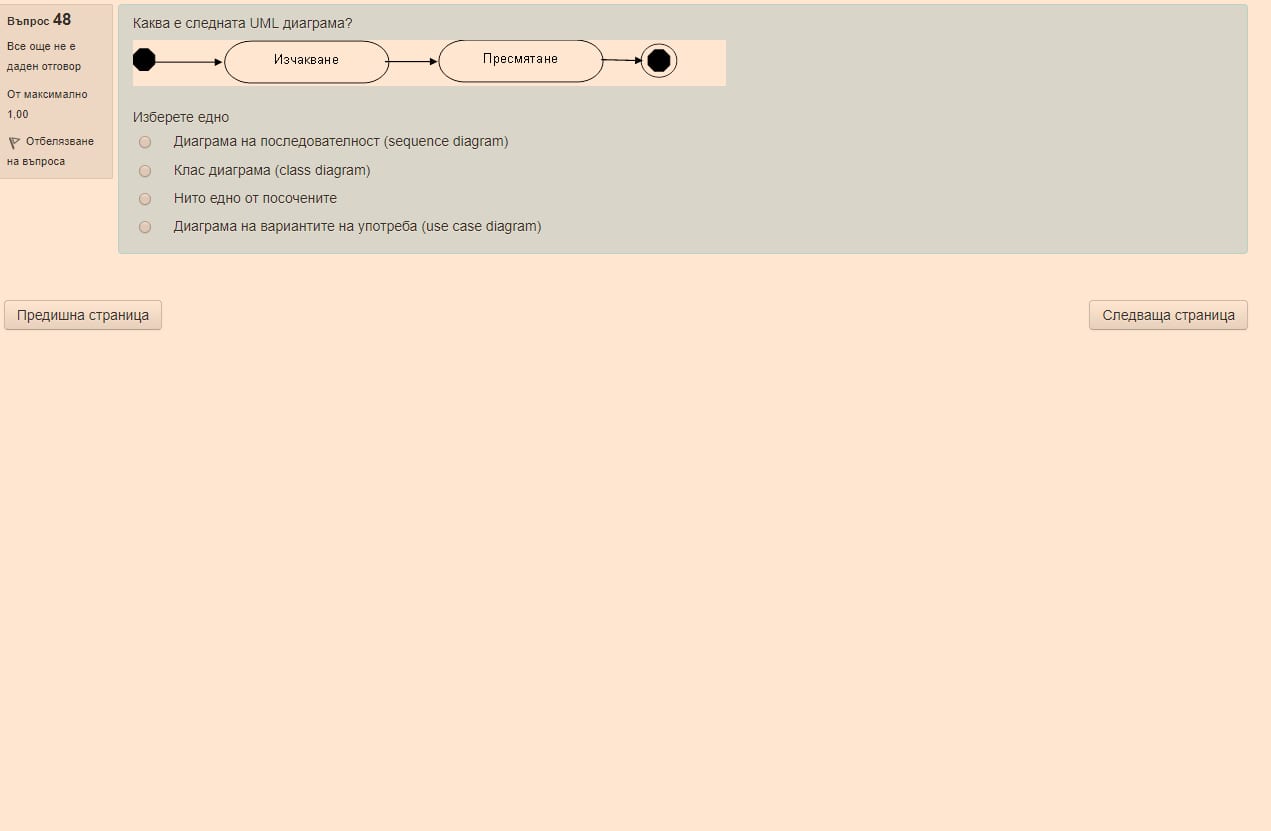 Въпрос 48
Все още не е
даден отговор
От максимално
1,00
Отбелязване
на въпроса
Каква е следната UML диаграма?
Изчакване
Пресмятане
Изберете едно
Диаграма на последователност (sequence diagram)
Клас диаграма (class diagram)
Нито едно от посочените
Диаграма на вариантите на употреба (use case diagram)
Предишна страница
Следваща страница